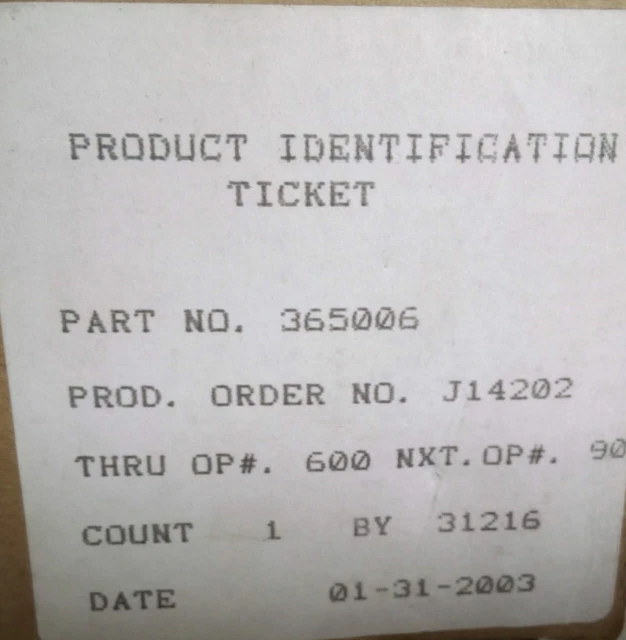 PRODUCT IDENTIFICATION
TICKET
PART NO. 365006
PROD. ORDER NO. J14202
THRU OP#. 600 NXT.OP#. 90
COUNT 1 BY 31216
DATE 01-31-2003